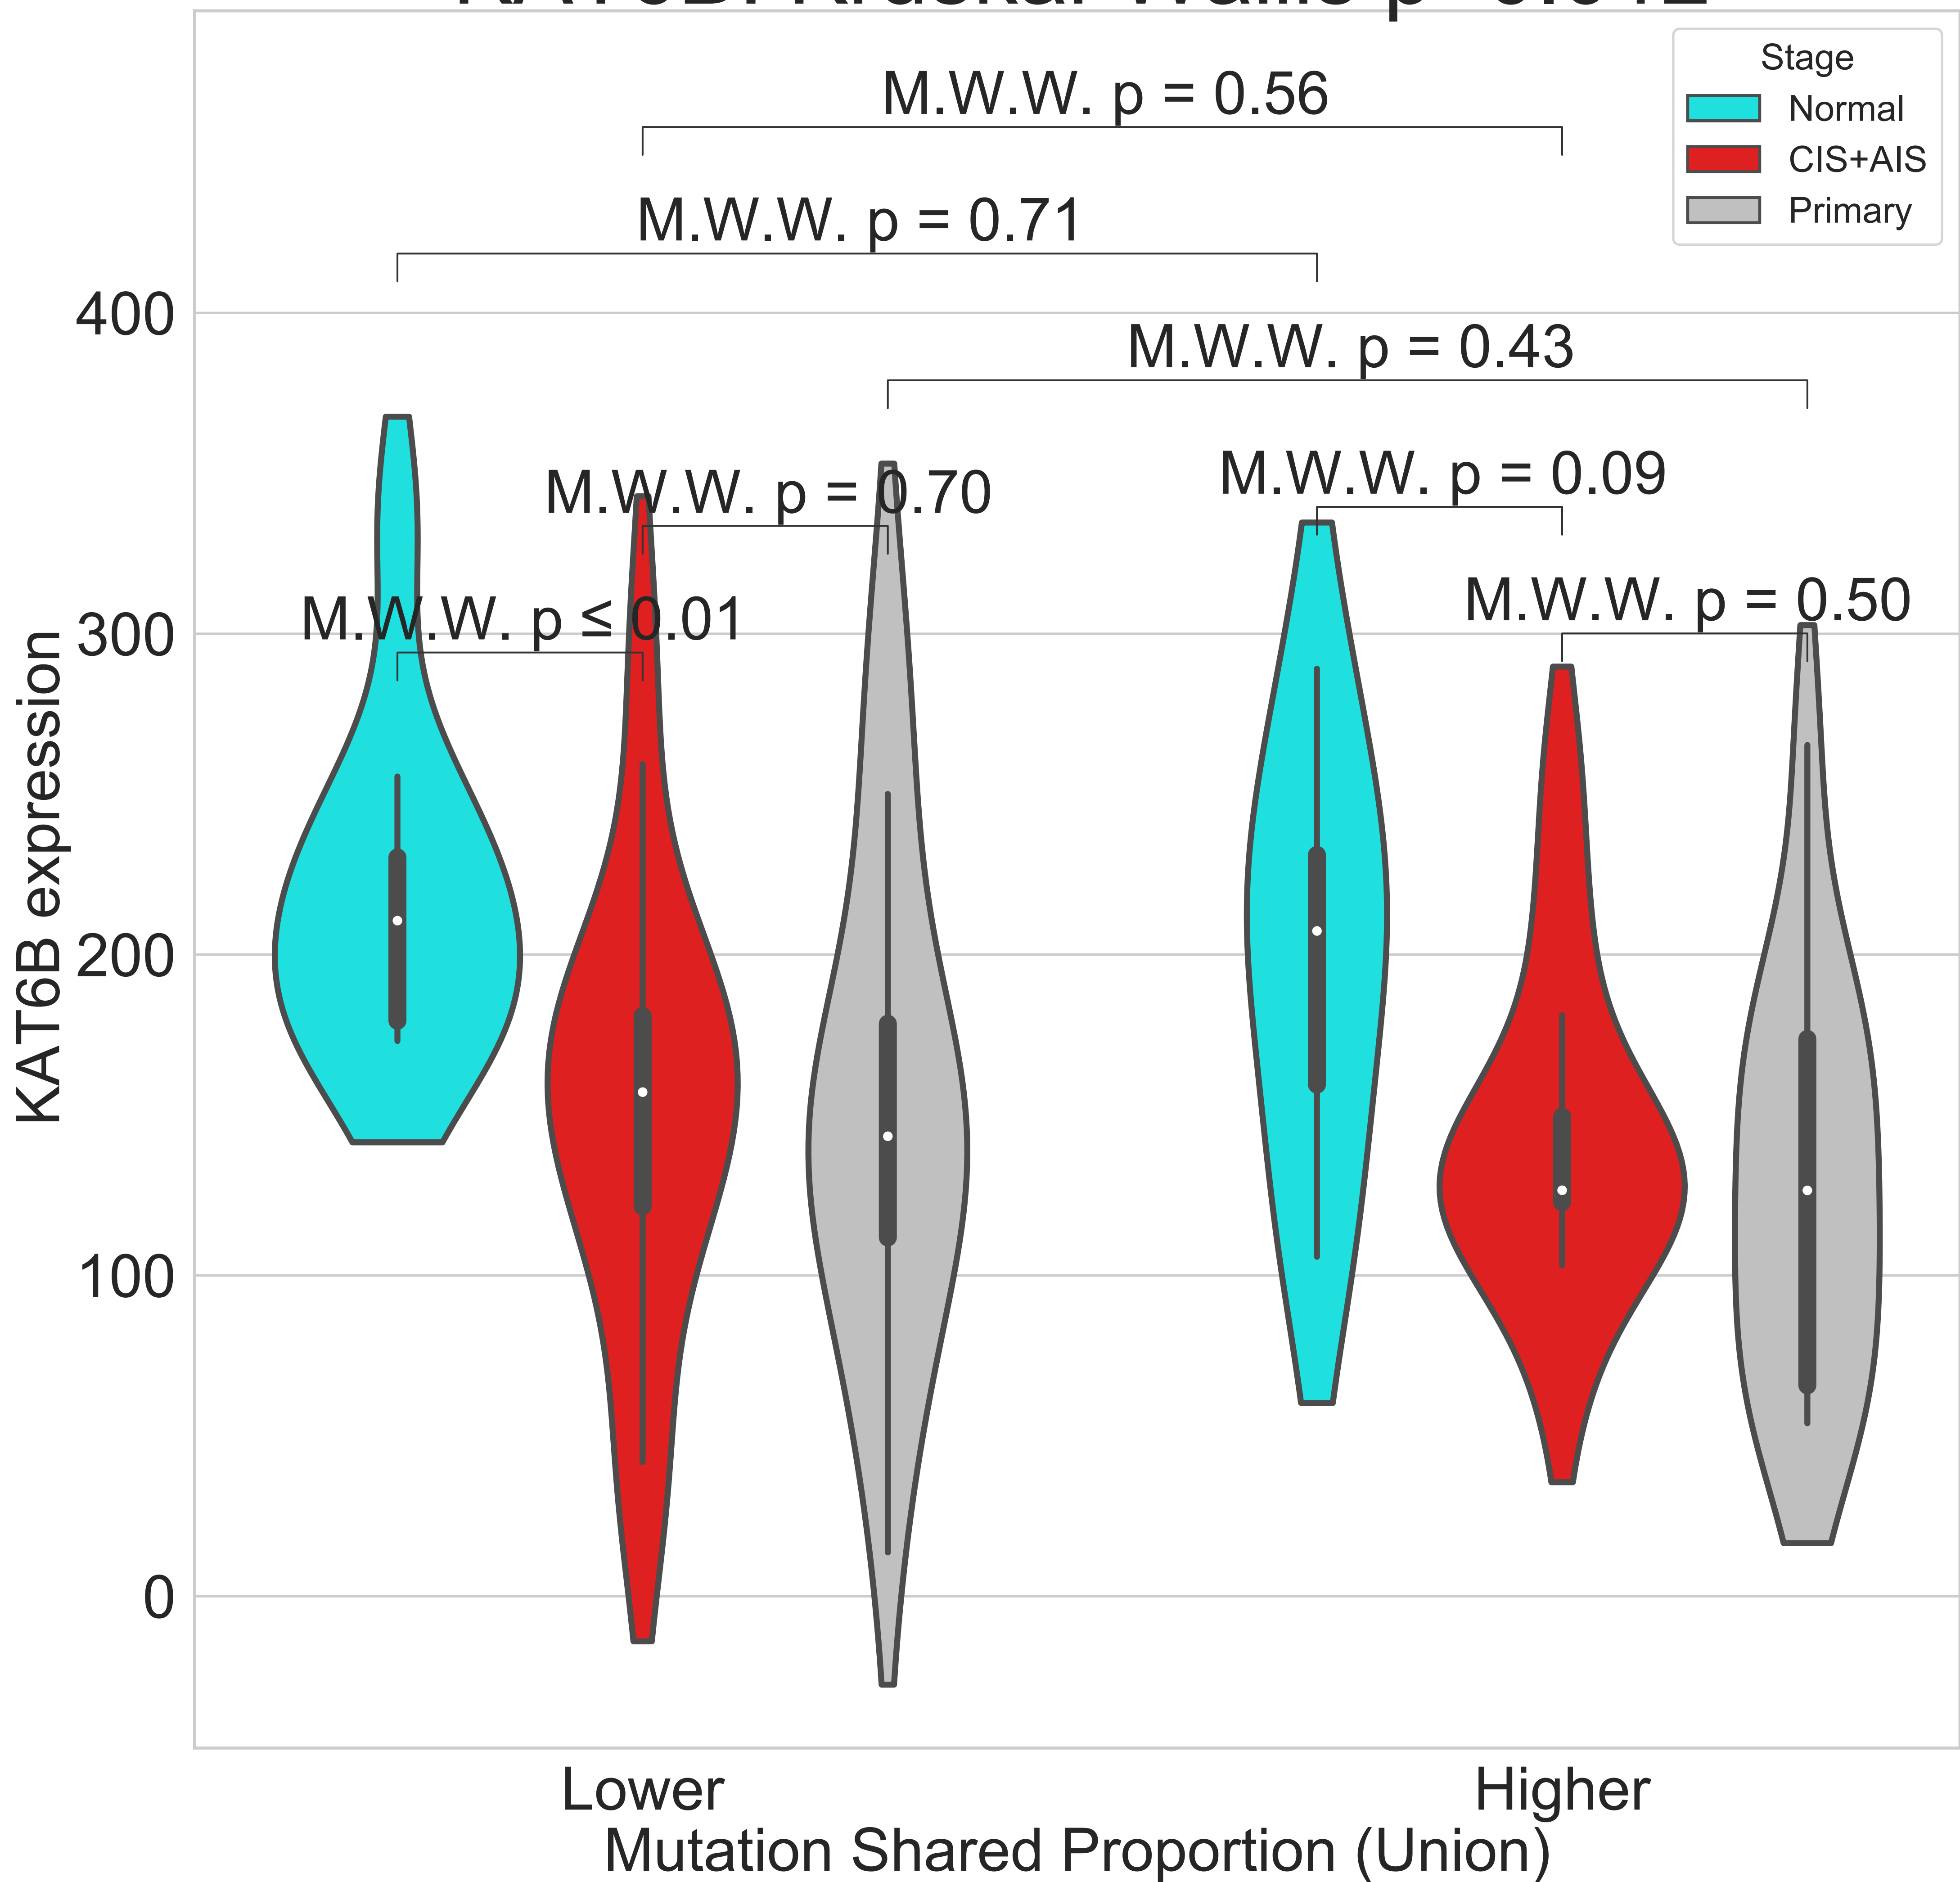 Stage
Normal
CIS+AIS
Primary
M.W.W. p = 0.56
M.W.W. p = 0.71
M.W.W. p = 0.43
M.W.W. p = 0.09
M.W.W. p = 0.70
M.W.W. p = 0.50
M.W.W. p ≤ 0.01
400
300
200
100
0
KAT6B expression
Lower
Higher
Mutation Shared Proportion (Union)